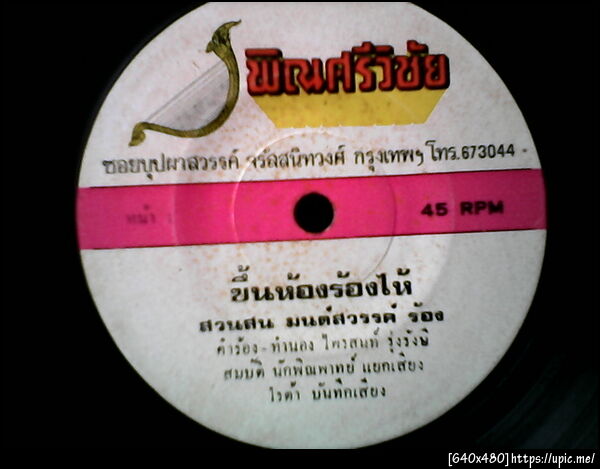 พิณศรีวิชัย
ซอยบุปผาสวรรค์ จรัลสนิทวงศ์ กรุงเทพฯ โทร.673044
หน้า
45 RPM
ขึ้นห้องร้องไห้
สวนสน มนต์สวรรค์ ร้อง
คำร้อง-ทำนอง ไพรสนท์ รุ่งรังษี
สมบัติ นักพิณพาทย์ แยกเสียง
ไรต้า บันทึกเสียง
[640x480]https://upic.me/